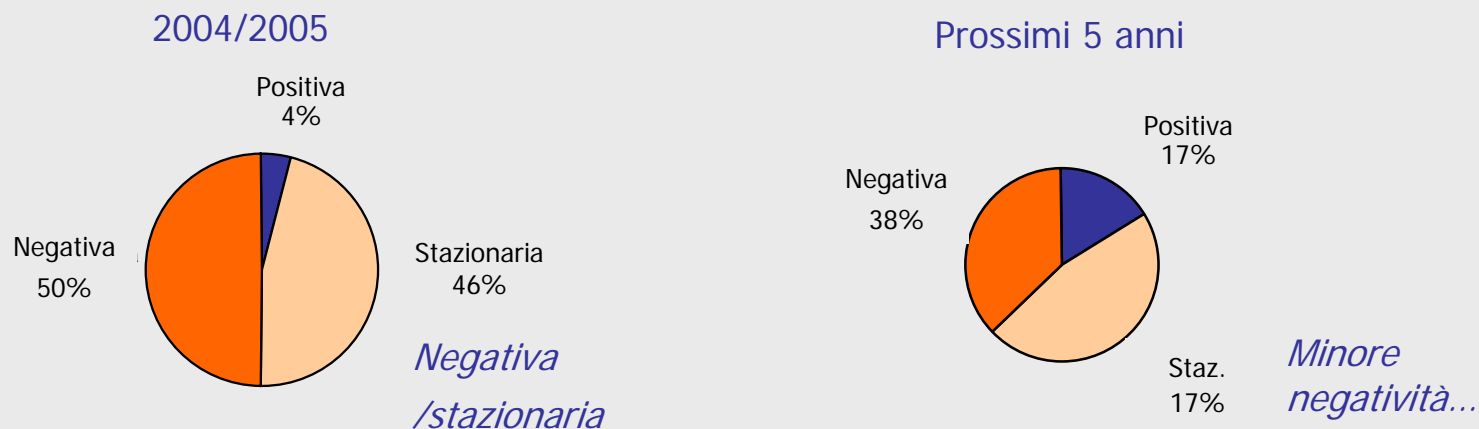 2004/2005
Positiva
4%
Negativa
50%
Stazionaria
46%
Negativa
/stazionaria
Prossimi 5 anni
Positiva
17%
Negativa
38%
Staz.
17%
Minore
negatività...